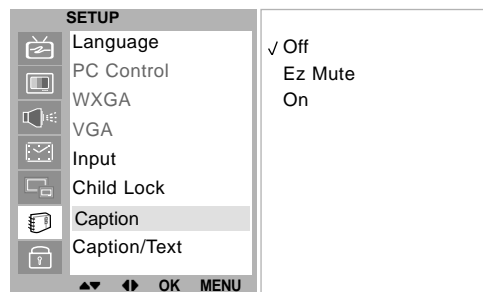 SETUP
Language
PC Control
WXGA
VGA
Input
Child Lock
Caption
Caption/Text
▲▼ ◀▶ OK MENU
✓ Off
Ez Mute
On